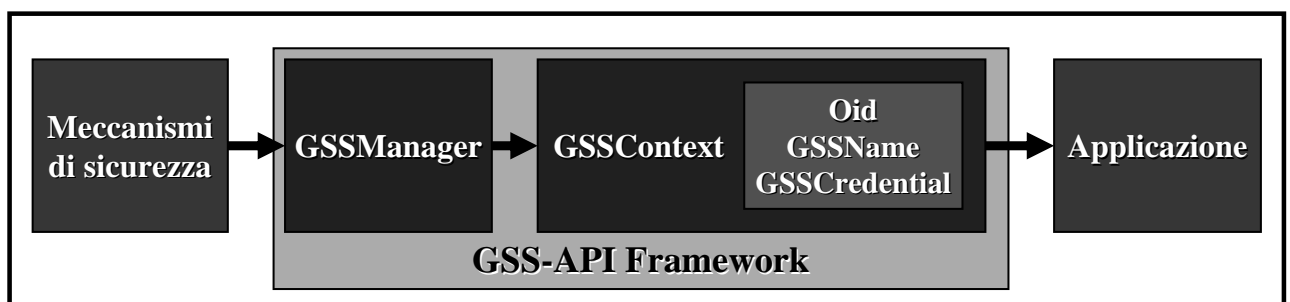 Meccanismi
di sicurezza
GSSManager
GSSContext
Oid
GSSName
GSSCredential
Applicazione
GSS-API Framework